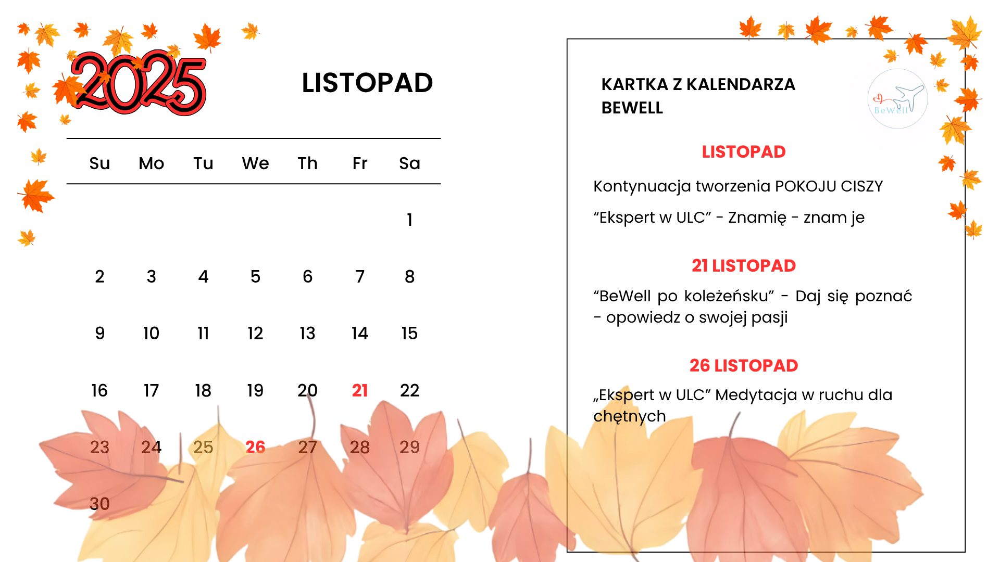 2025
LISTOPAD
Su Mo Tu We Th Fr Sa
1
2 3 4 5 6 7 8
9 10 11 12 13 14 15
16 17 18 19 20 21 22
23 24 25 26 27 28 29
30
KARTKA Z KALENDARZA
BEWELL
BeWell
LISTOPAD
Kontynuacja tworzenia POKOJU CISZY
“Ekspert w ULC” - Znamię - znam je
21 LISTOPAD
“BeWell po koleżeńsku” - Daj się poznać
- opowiedz o swojej pasji
26 LISTOPAD
„Ekspert w ULC” Medytacja w ruchu dla
chętnych